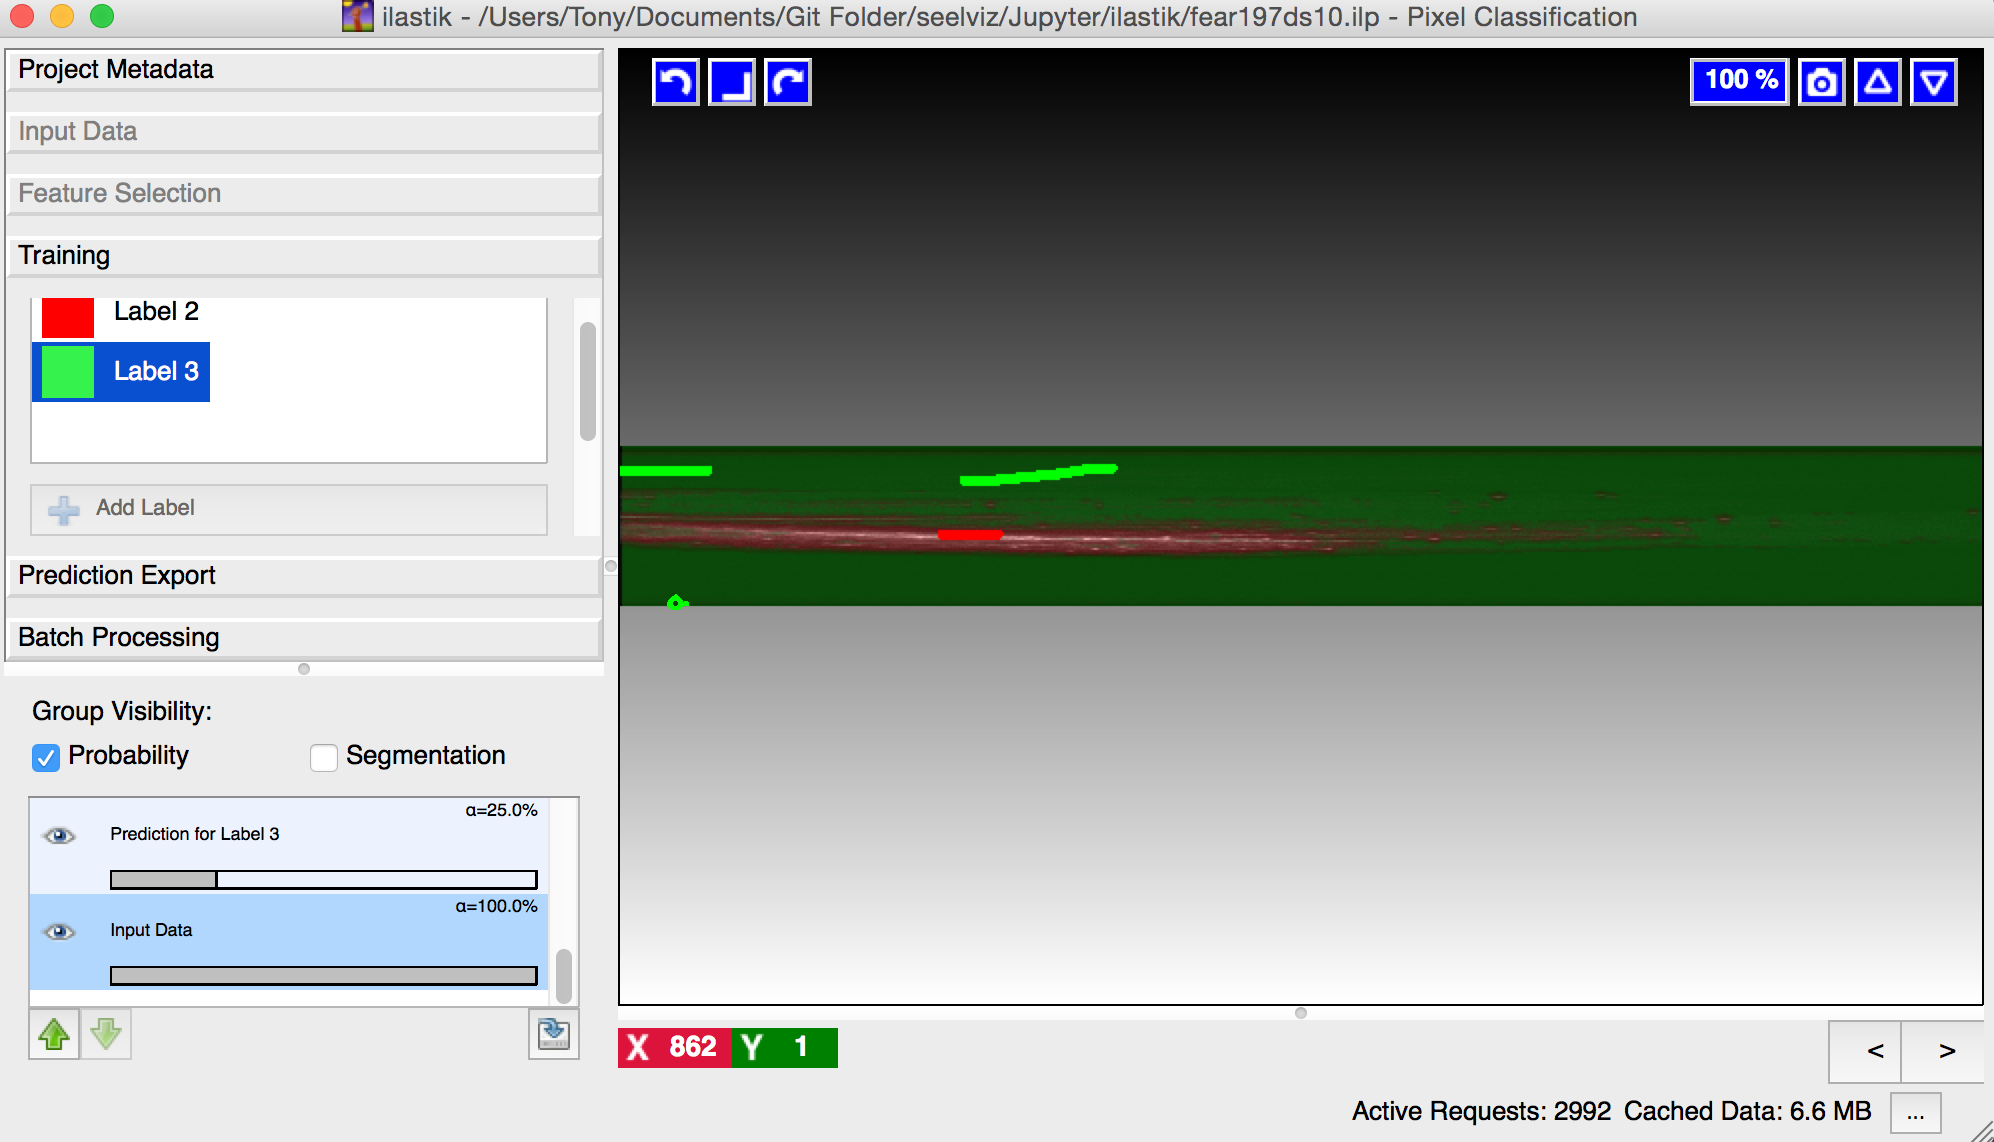 ilastik - /Users/Tony/Documents/Git Folder/seelviz/Jupyter/ilastik/fear197ds10.ilp - Pixel Classification
Project Metadata
Input Data
Feature Selection
Training
Label 2
Label 3
Add Label
Prediction Export
Batch Processing
Group Visibility:
Probability
Segmentation
α=25.0%
Prediction for Label 3
α=100.0%
Input Data
100 %
X 862 Y 1
< >
Active Requests: 2992 Cached Data: 6.6 MB ...